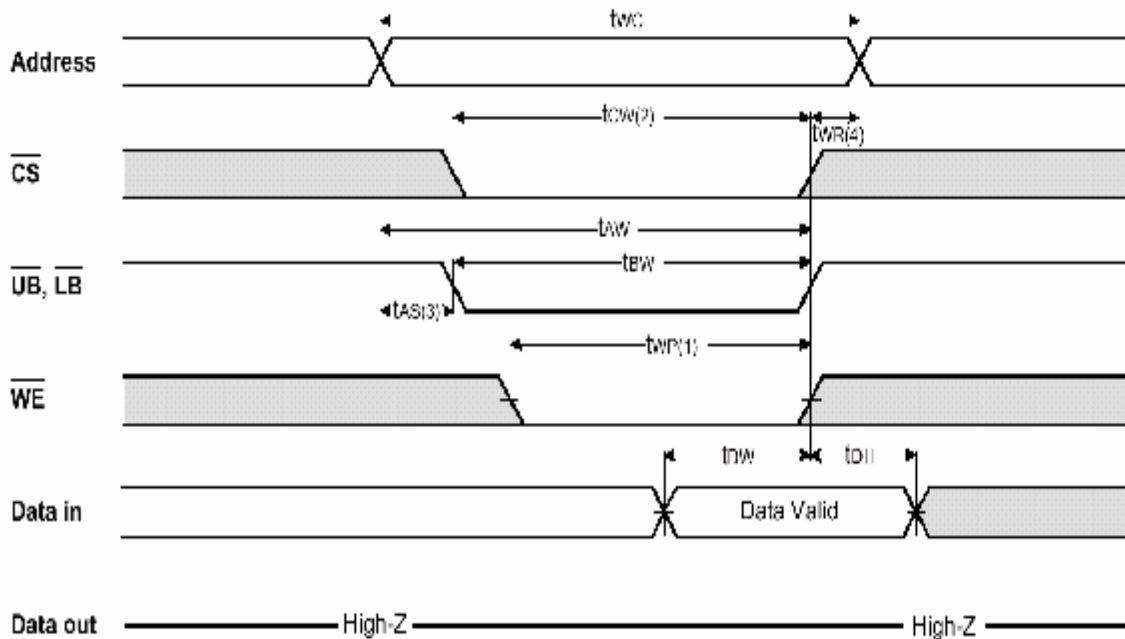 tWC
Address
tCW(2)
tWR(4)
CS
tAW
UB, LB
tBW
tAS(3)
tWP(1)
WE
tDW
tDH
Data in
Data Valid
Data out
High-Z
High-Z